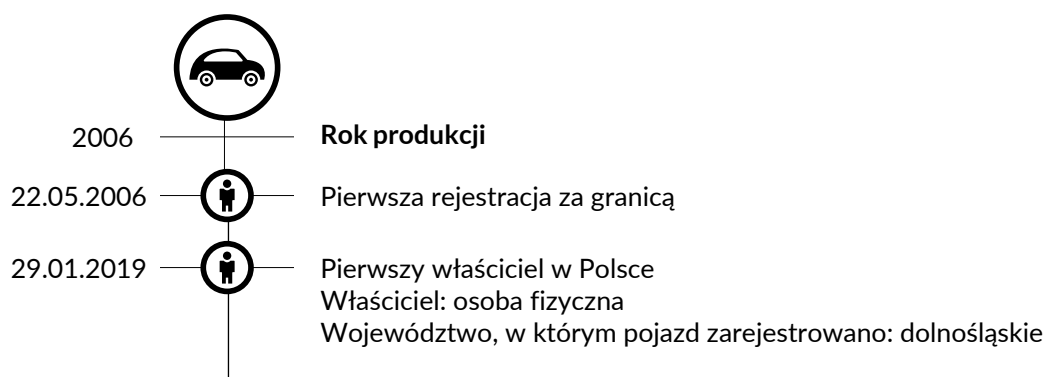 2006 Rok produkcji
22.05.2006 Pierwsza rejestracja za granicą
29.01.2019 Pierwszy właściciel w Polsce
Właściciel: osoba fizyczna
Województwo, w którym pojazd zarejestrowano: dolnośląskie